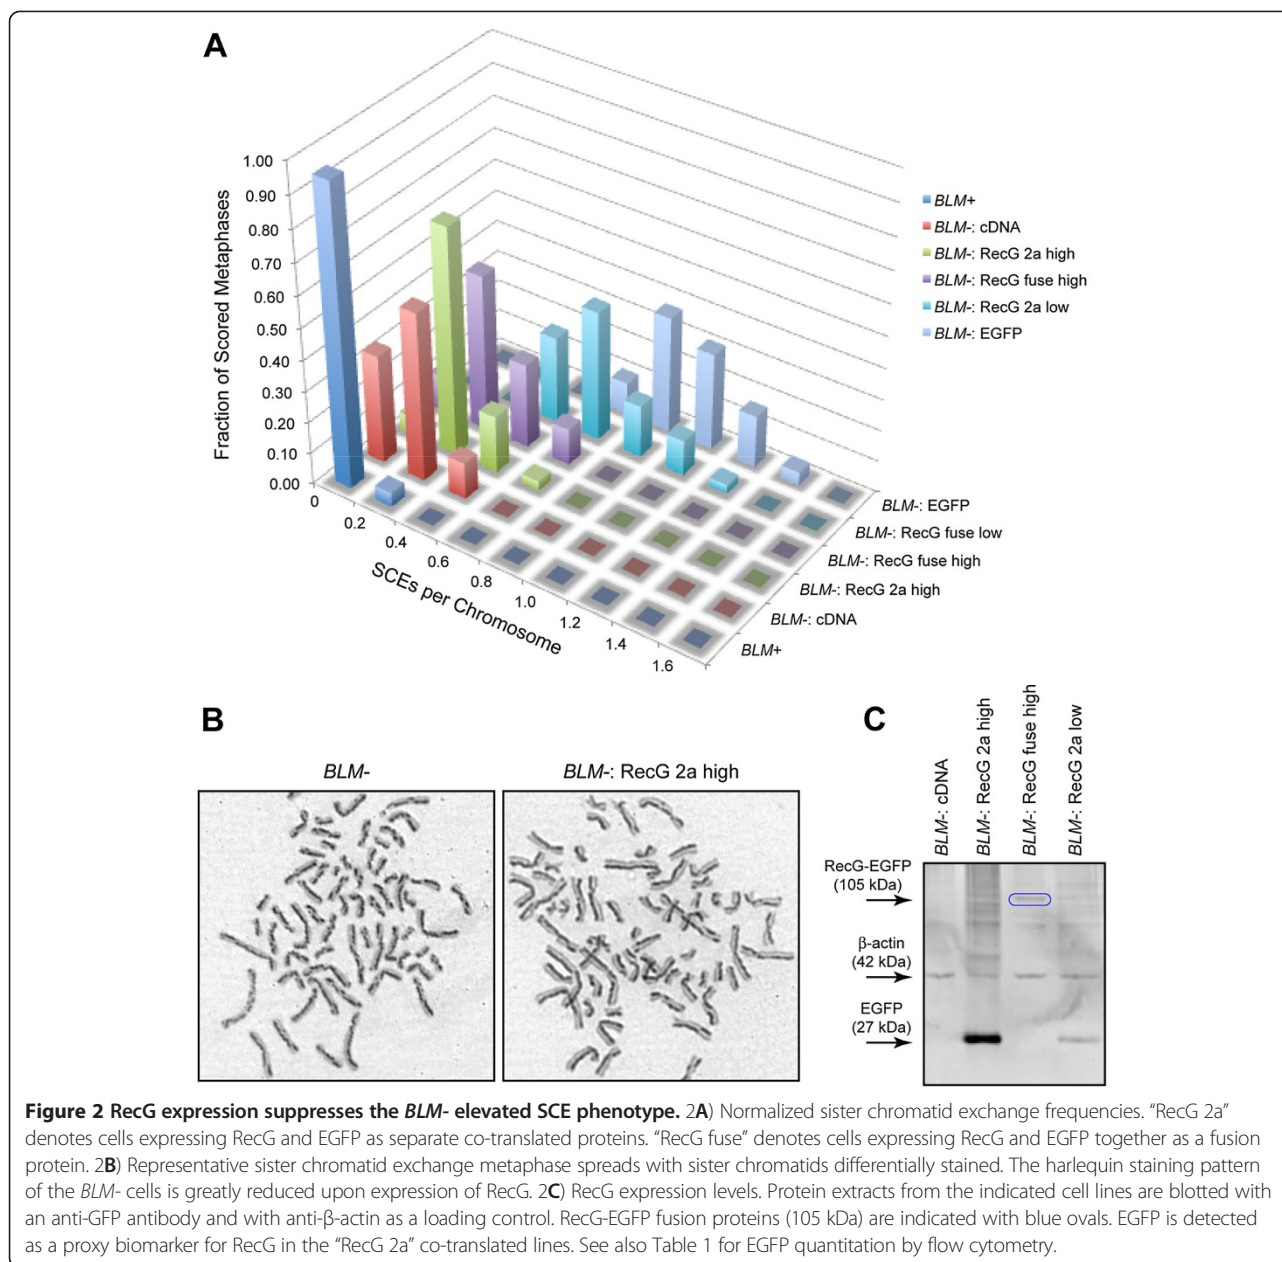 A
Fraction of Scored Metaphases
1.00
0.90
0.80
0.70
0.60
0.50
0.40
0.30
0.20
0.10
0.00
0
0.2
0.4
0.6
0.8
1.0
1.2
1.4
1.6
SCEs per Chromosome
BLM+
BLM-: cDNA
BLM-: RecG 2a high
BLM-: RecG fuse high
BLM-: RecG 2a low
BLM-: EGFP
BLM-: EGFP
BLM-: RecG fuse low
BLM-: RecG fuse high
BLM-: RecG 2a high
BLM-: cDNA
BLM+
B
BLM-
BLM-: RecG 2a high
C
BLM-: cDNA
BLM-: RecG 2a high
BLM-: RecG fuse high
BLM-: RecG 2a low
RecG-EGFP
(105 kDa)
β-actin
(42 kDa)
EGFP
(27 kDa)
Figure 2 RecG expression suppresses the BLM- elevated SCE phenotype. 2A) Normalized sister chromatid exchange frequencies. “RecG 2a”
denotes cells expressing RecG and EGFP as separate co-translated proteins. “RecG fuse” denotes cells expressing RecG and EGFP together as a fusion
protein. 2B) Representative sister chromatid exchange metaphase spreads with sister chromatids differentially stained. The harlequin staining pattern
of the BLM- cells is greatly reduced upon expression of RecG. 2C) RecG expression levels. Protein extracts from the indicated cell lines are blotted with
an anti-GFP antibody and with anti-β-actin as a loading control. RecG-EGFP fusion proteins (105 kDa) are indicated with blue ovals. EGFP is detected
as a proxy biomarker for RecG in the “RecG 2a” co-translated lines. See also Table 1 for EGFP quantitation by flow cytometry.